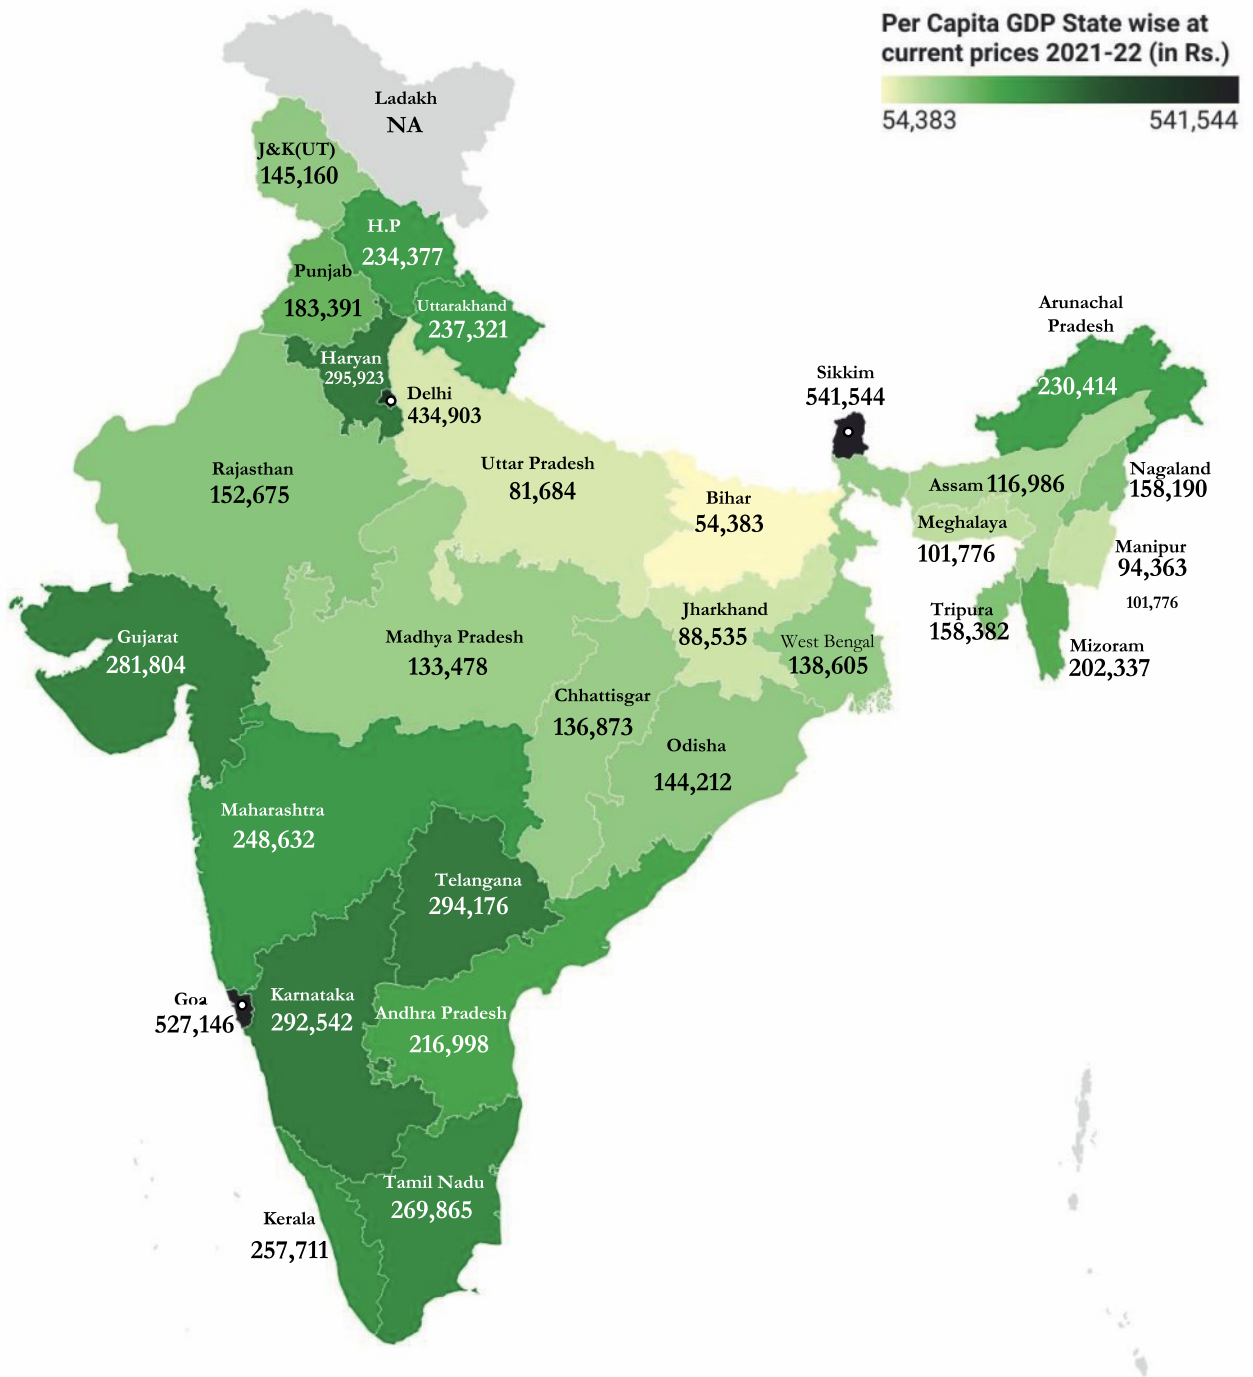 Per Capita GDP State wise at
current prices 2021-22 (in Rs.)
54,383 541,544
Ladakh
NA
J&K(UT)
145,160
H.P
234,377
Punjab
183,391
Uttarakhand
237,321
Haryan
295,923
Delhi
434,903
Arunachal
Pradesh
230,414
Sikkim
541,544
Rajasthan
152,675
Uttar Pradesh
81,684
Bihar
54,383
Assam 116,986
Nagaland
158,190
Meghalaya
101,776
Manipur
94,363
101,776
Tripura
158,382
Mizoram
202,337
Gujarat
281,804
Madhya Pradesh
133,478
Jharkhand
88,535
West Bengal
138,605
Chhattisgar
136,873
Odisha
144,212
Maharashtra
248,632
Telangana
294,176
Goa
527,146
Karnataka
292,542
Andhra Pradesh
216,998
Tamil Nadu
269,865
Kerala
257,711